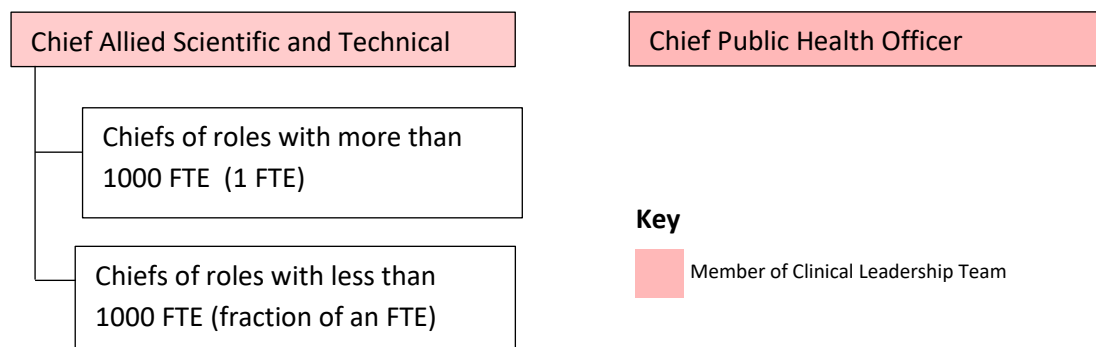 Chief Allied Scientific and Technical
Chiefs of roles with more than
1000 FTE  (1 FTE)
Chiefs of roles with less than
1000 FTE (fraction of an FTE)
Chief Public Health Officer
Key
Member of Clinical Leadership Team